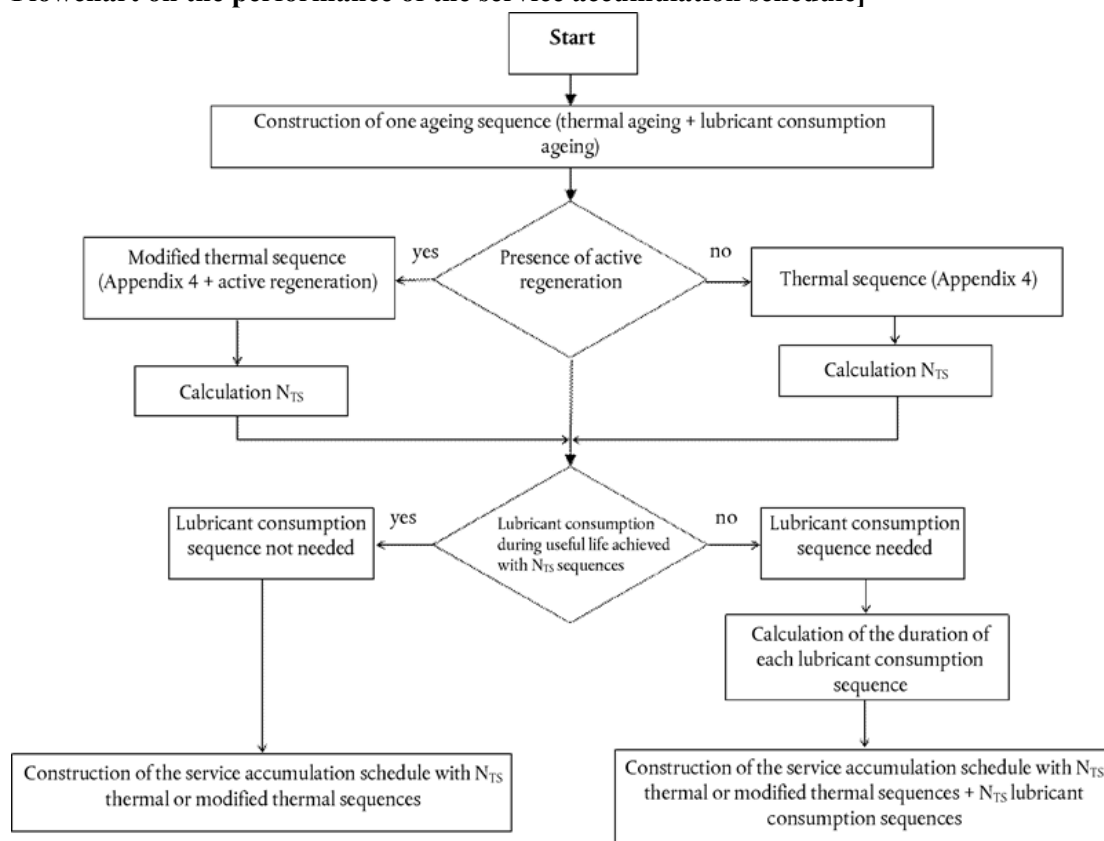 Flowchart on the performance of the service accumulation schedule]
Start
Construction of one ageing sequence (thermal ageing + lubricant consumption
ageing)
yes
no
Modified thermal sequence
(Appendix 4 + active regeneration)
Presence of active
regeneration
Thermal sequence (Appendix 4)
Calculation NTS
Calculation NTS
yes
no
Lubricant consumption
sequence not needed
Lubricant consumption
during useful life achieved
with NTS sequences
Lubricant consumption
sequence needed
Calculation of the duration of
each lubricant consumption
sequence
Construction of the service accumulation schedule with NTS
thermal or modified thermal sequences
Construction of the service accumulation schedule with NTS
thermal or modified thermal sequences + NTS lubricant
consumption sequences